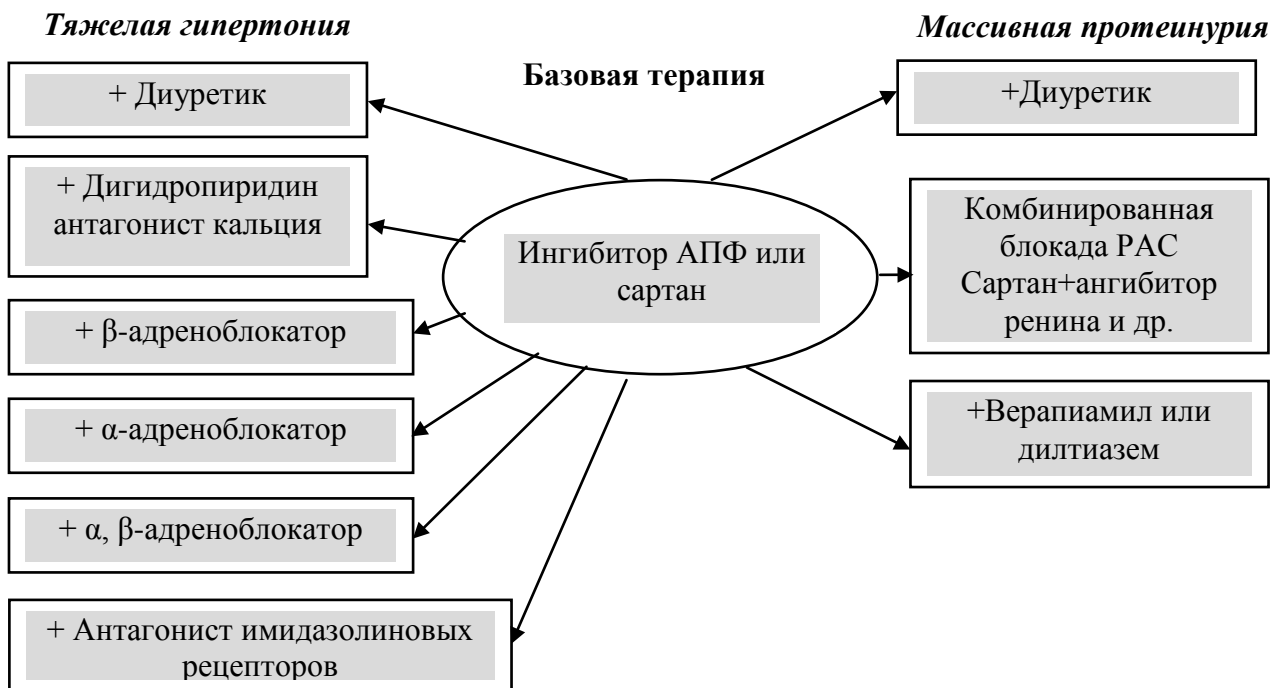 Тяжелая гипертония
Массивная протеинурия
Базовая терапия
+ Диуретик
+ Дигидропиридин
антагонист кальция
+ β-адреноблокатор
+ α-адреноблокатор
+ α, β-адреноблокатор
+ Антагонист имидазолиновых
рецепторов
Ингибитор АПФ или
сартан
+Диуретик
Комбинированная
блокада РАС
Сартан+ангибитор
ренина и др.
+Верапиамил или
дилтиазем